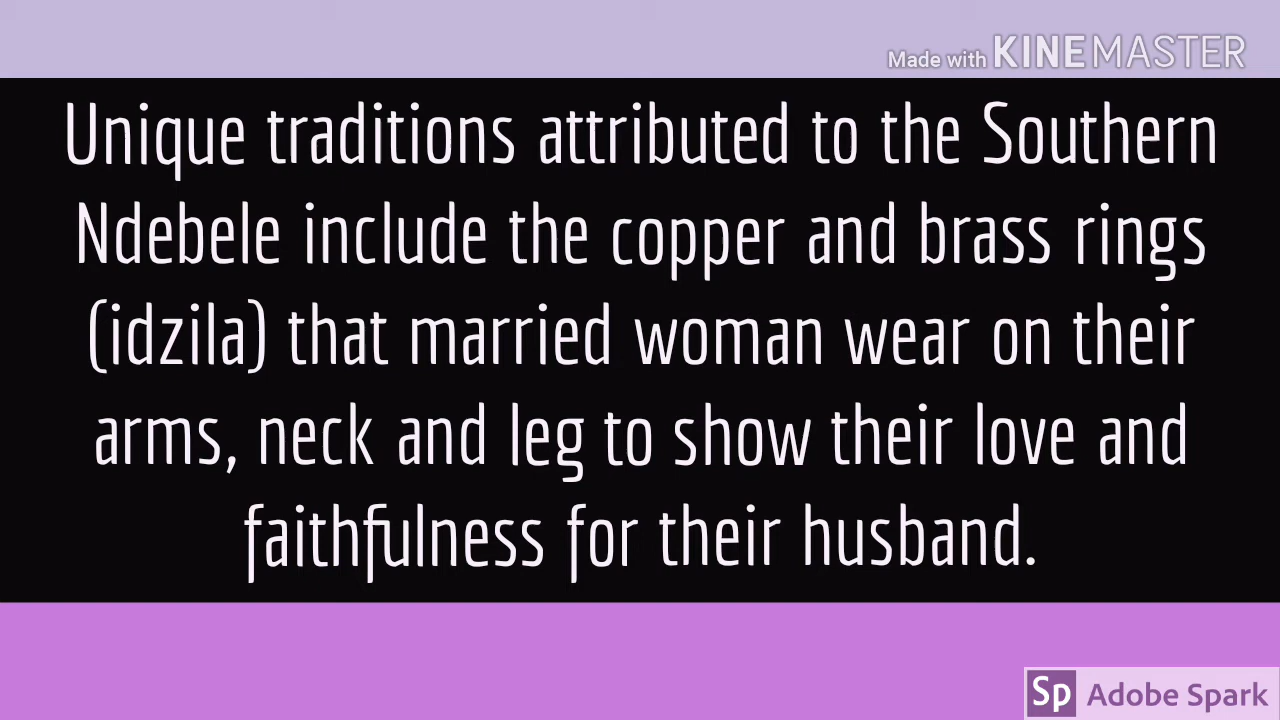 Made with KINEMASTER
Unique traditions attributed to the Southern
Ndebele include the copper and brass rings
(idzila) that married woman wear on their
arms, neck and leg to show their love and
faithfulness for their husband.
Sp Adobe Spark